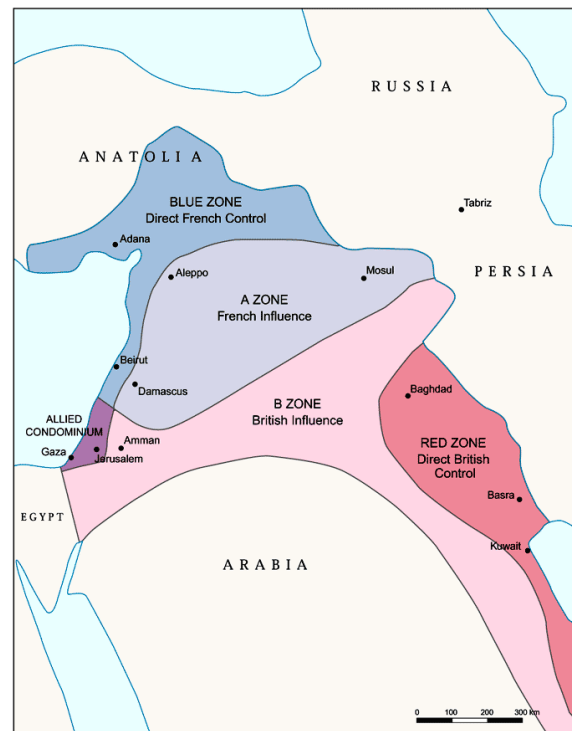 RUSSIA
ANATOLIA
BLUE ZONE
Direct French Control
Tabriz
Adana
Aleppo
Mosul
PERSIA
A ZONE
French Influence
Beirut
Damascus
Baghdad
B ZONE
British Influence
ALLIED
CONDOMINIUM
Amman
Gaza
Jerusalem
RED ZONE
Direct British
Control
Basra
EGYPT
Kuwait
ARABIA
0 100 200 300 km